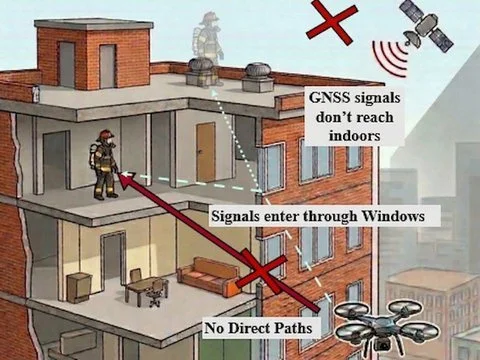 GNSS signals
don't reach
indoors
Signals enter through Windows
No Direct Paths